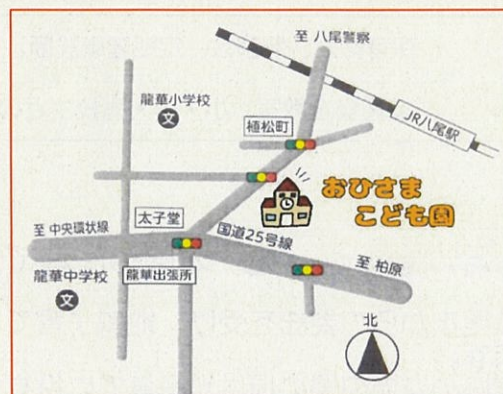 至 八尾警察
龍華小学校
文
植松町
JR八尾駅
おひさま
こども園
太子堂
至 中央環状線
国道25号線
龍華中学校
文
龍華出張所
至 柏原
北